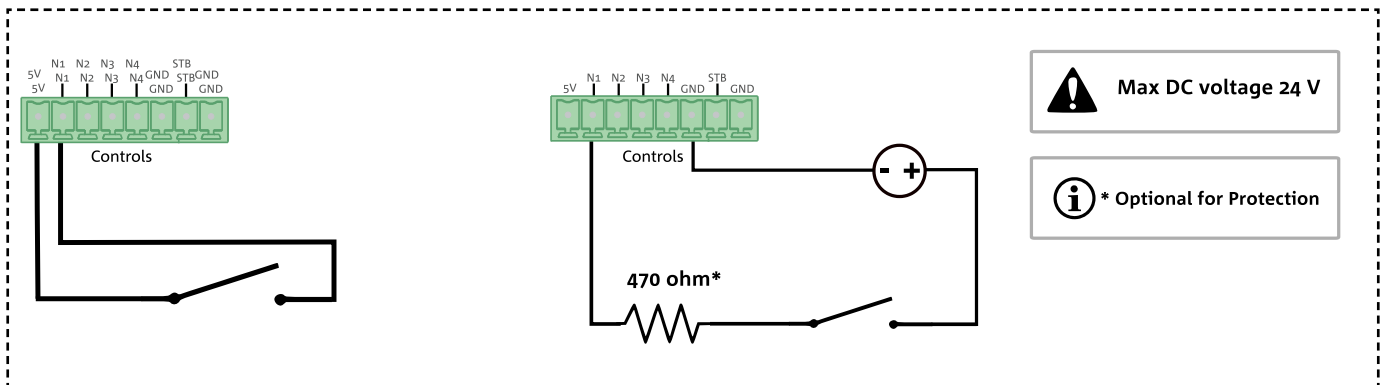 N1 N2 N3 N4 STB
5V GND GND
N1 N2 N3 N4 STB
5V GND GND
Controls
N1 N2 N3 N4 STB
5V GND GND
Controls
- +
470 ohm*
Max DC voltage 24 V
i * Optional for Protection